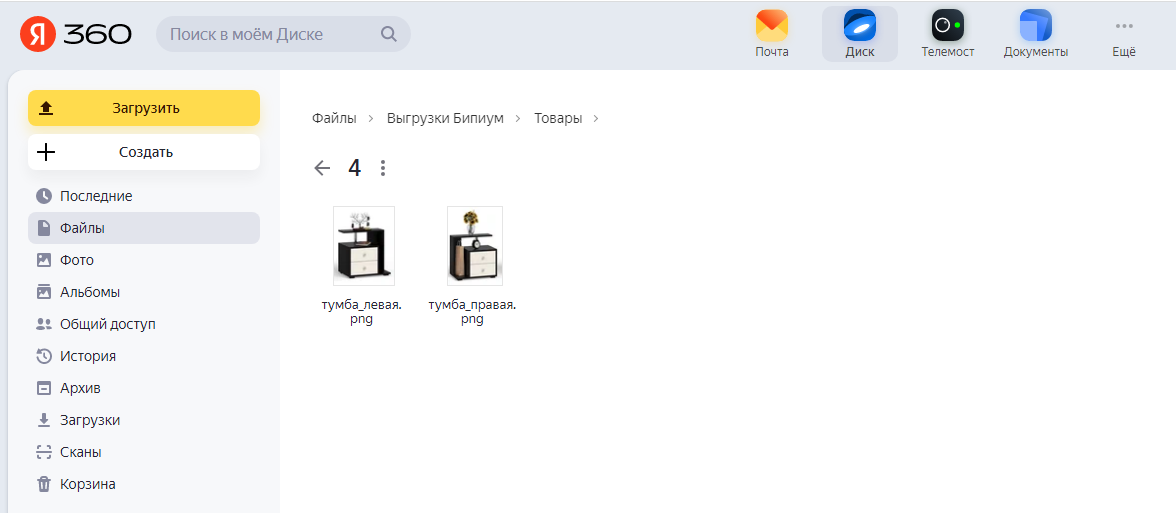 Я 360
Поиск в моём Диске
Почта
Диск
Телемост
Документы
Ещё
Загрузить
Создать
Последние
Файлы
Фото
Альбомы
Общий доступ
История
Архив
Загрузки
Сканы
Корзина
Файлы > Выгрузки Бипиум > Товары >
4
тумба_левая.
png
тумба_правая.
png